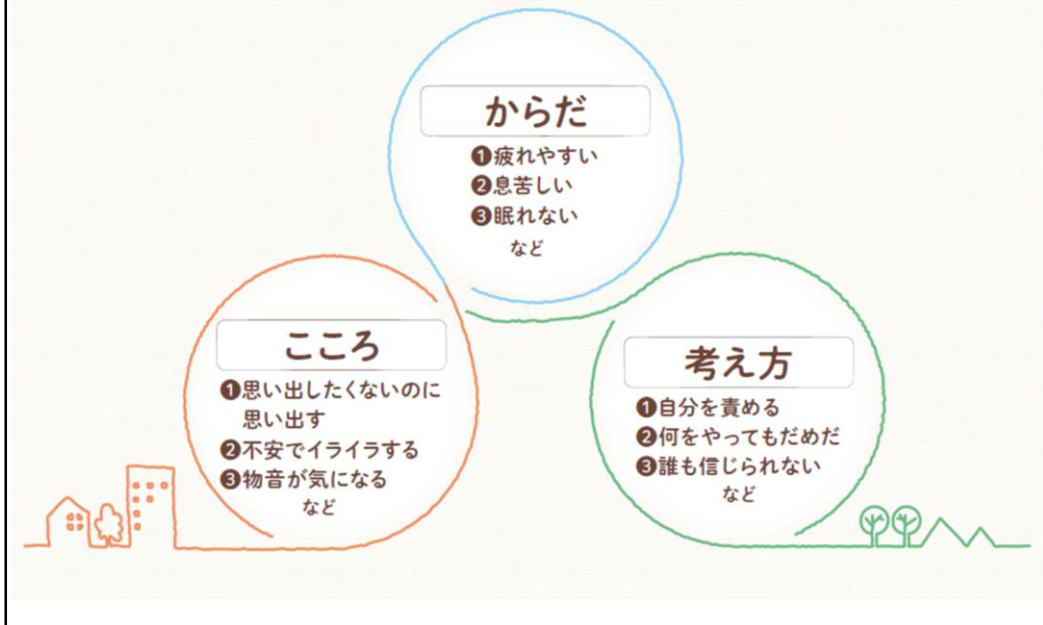 からだ
❶疲れやすい
❷息苦しい
❸眠れない
など
こころ
❶思い出したくないのに
思い出す
❷不安でイライラする
❸物音が気になる
など
考え方
❶自分を責める
❷何をやってもだめだ
❸誰も信じられない
など